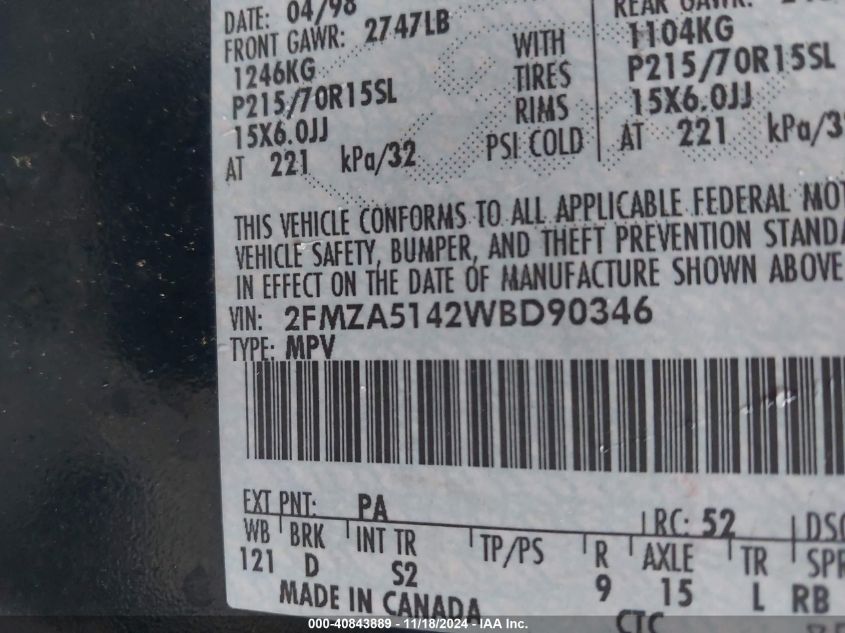 DATE: 04/98
FRONT GAWR: 2747LB
1246KG WITH 1104KG
P215/70R15SL TIRES P215/70R15SL
15X6.0JJ RIMS 15X6.0JJ
AT 221 kPa/32 PSI COLD AT 221 kPa/3
THIS VEHICLE CONFORMS TO ALL APPLICABLE FEDERAL MOT
VEHICLE SAFETY, BUMPER, AND THEFT PREVENTION STANDA
IN EFFECT ON THE DATE OF MANUFACTURE SHOWN ABOVE
VIN: 2FMZA5142WBD90346
TYPE: MPV
EXT PNT: PA RC: 52 DSO
WB BRK INT TR TP/PS R AXLE TR SPR
121 D S2 9 15 L RB
MADE IN CANADA
000-40843889 - 11/18/2024 - © IAA, Inc.